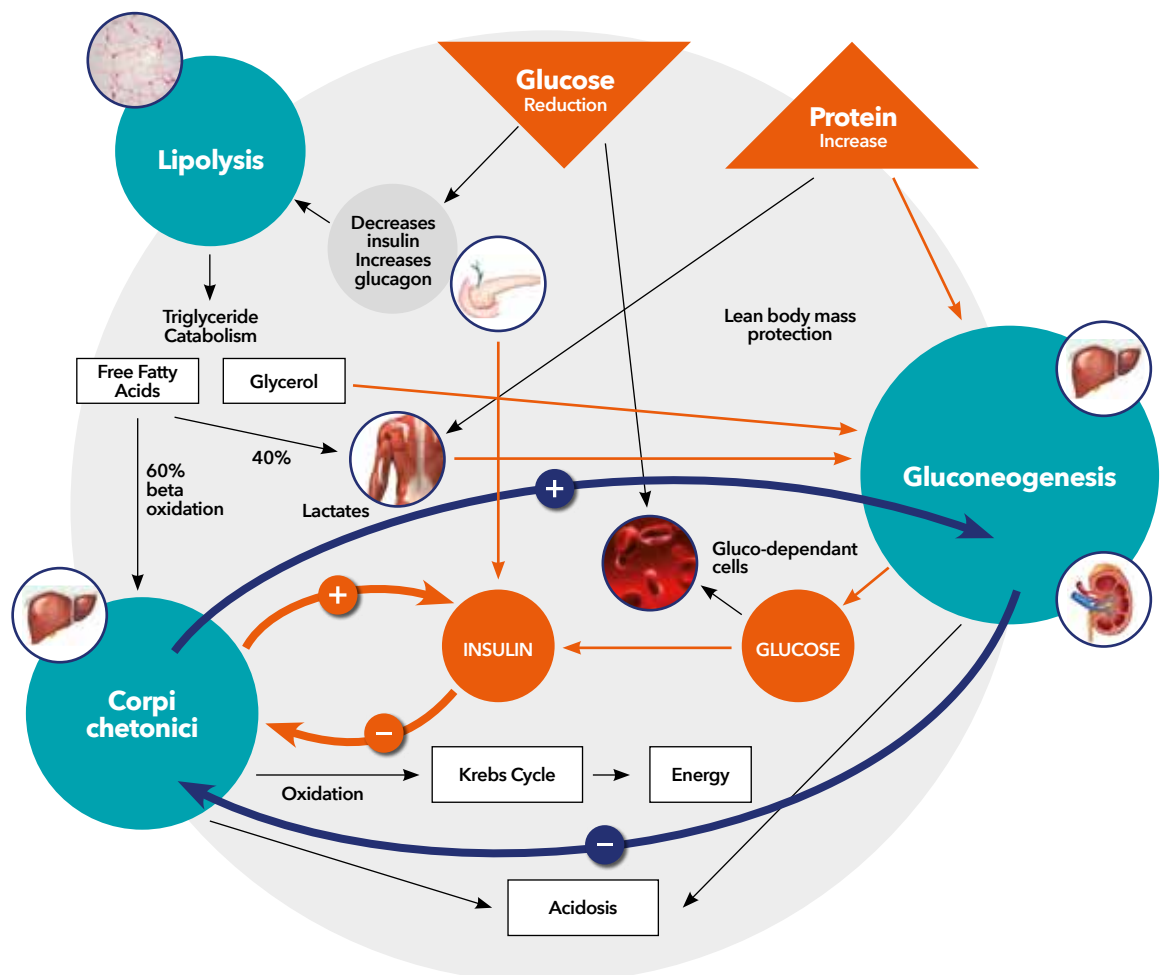 Glucose
Reduction
Protein
Increase
Lipolysis
Decreases
insulin
Increases
glucagon
Triglyceride
Catabolism
Lean body mass
protection
Free Fatty
Acids
Glycerol
60%
beta
oxidation
40%
Lactates
+
Gluconeogenesis
Gluco-dependant
cells
+
INSULIN
GLUCOSE
Corpi
chetonici
−
Oxidation
Krebs Cycle
Energy
−
Acidosis